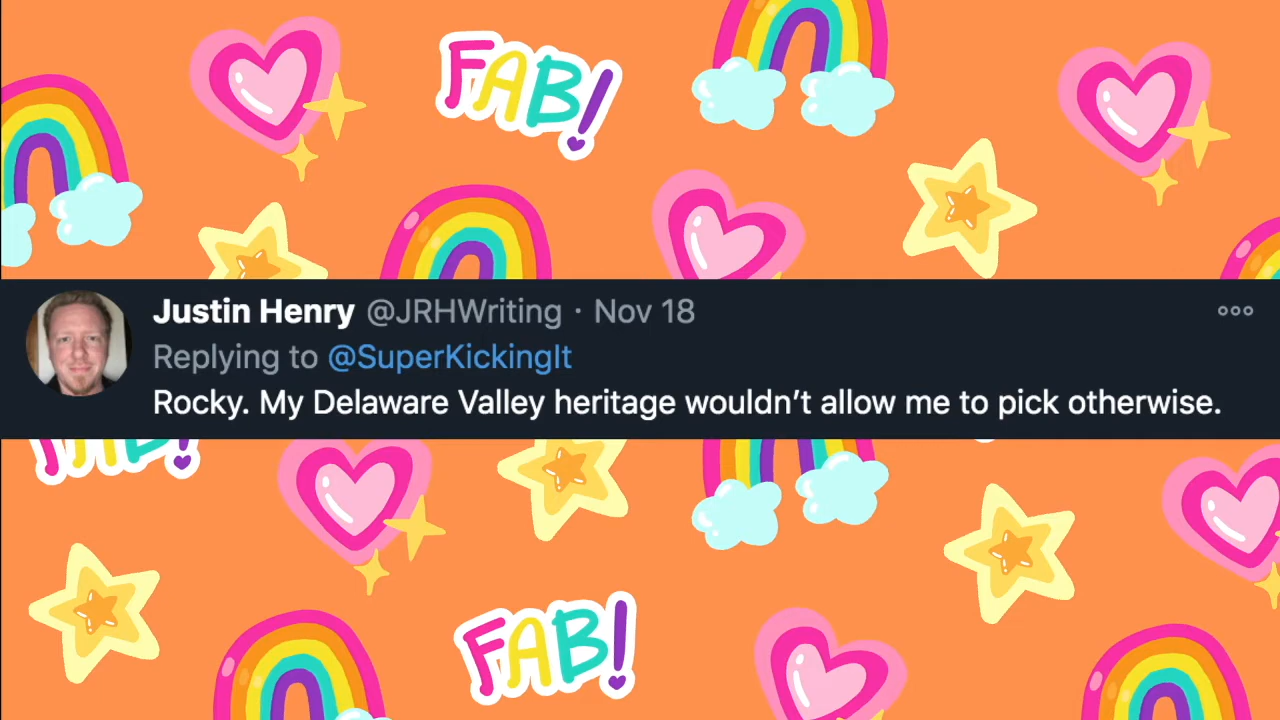 FAB!
Justin Henry @JRHWriting · Nov 18
Replying to @SuperKickingIt
Rocky. My Delaware Valley heritage wouldn’t allow me to pick otherwise.
FAB!
FAB!